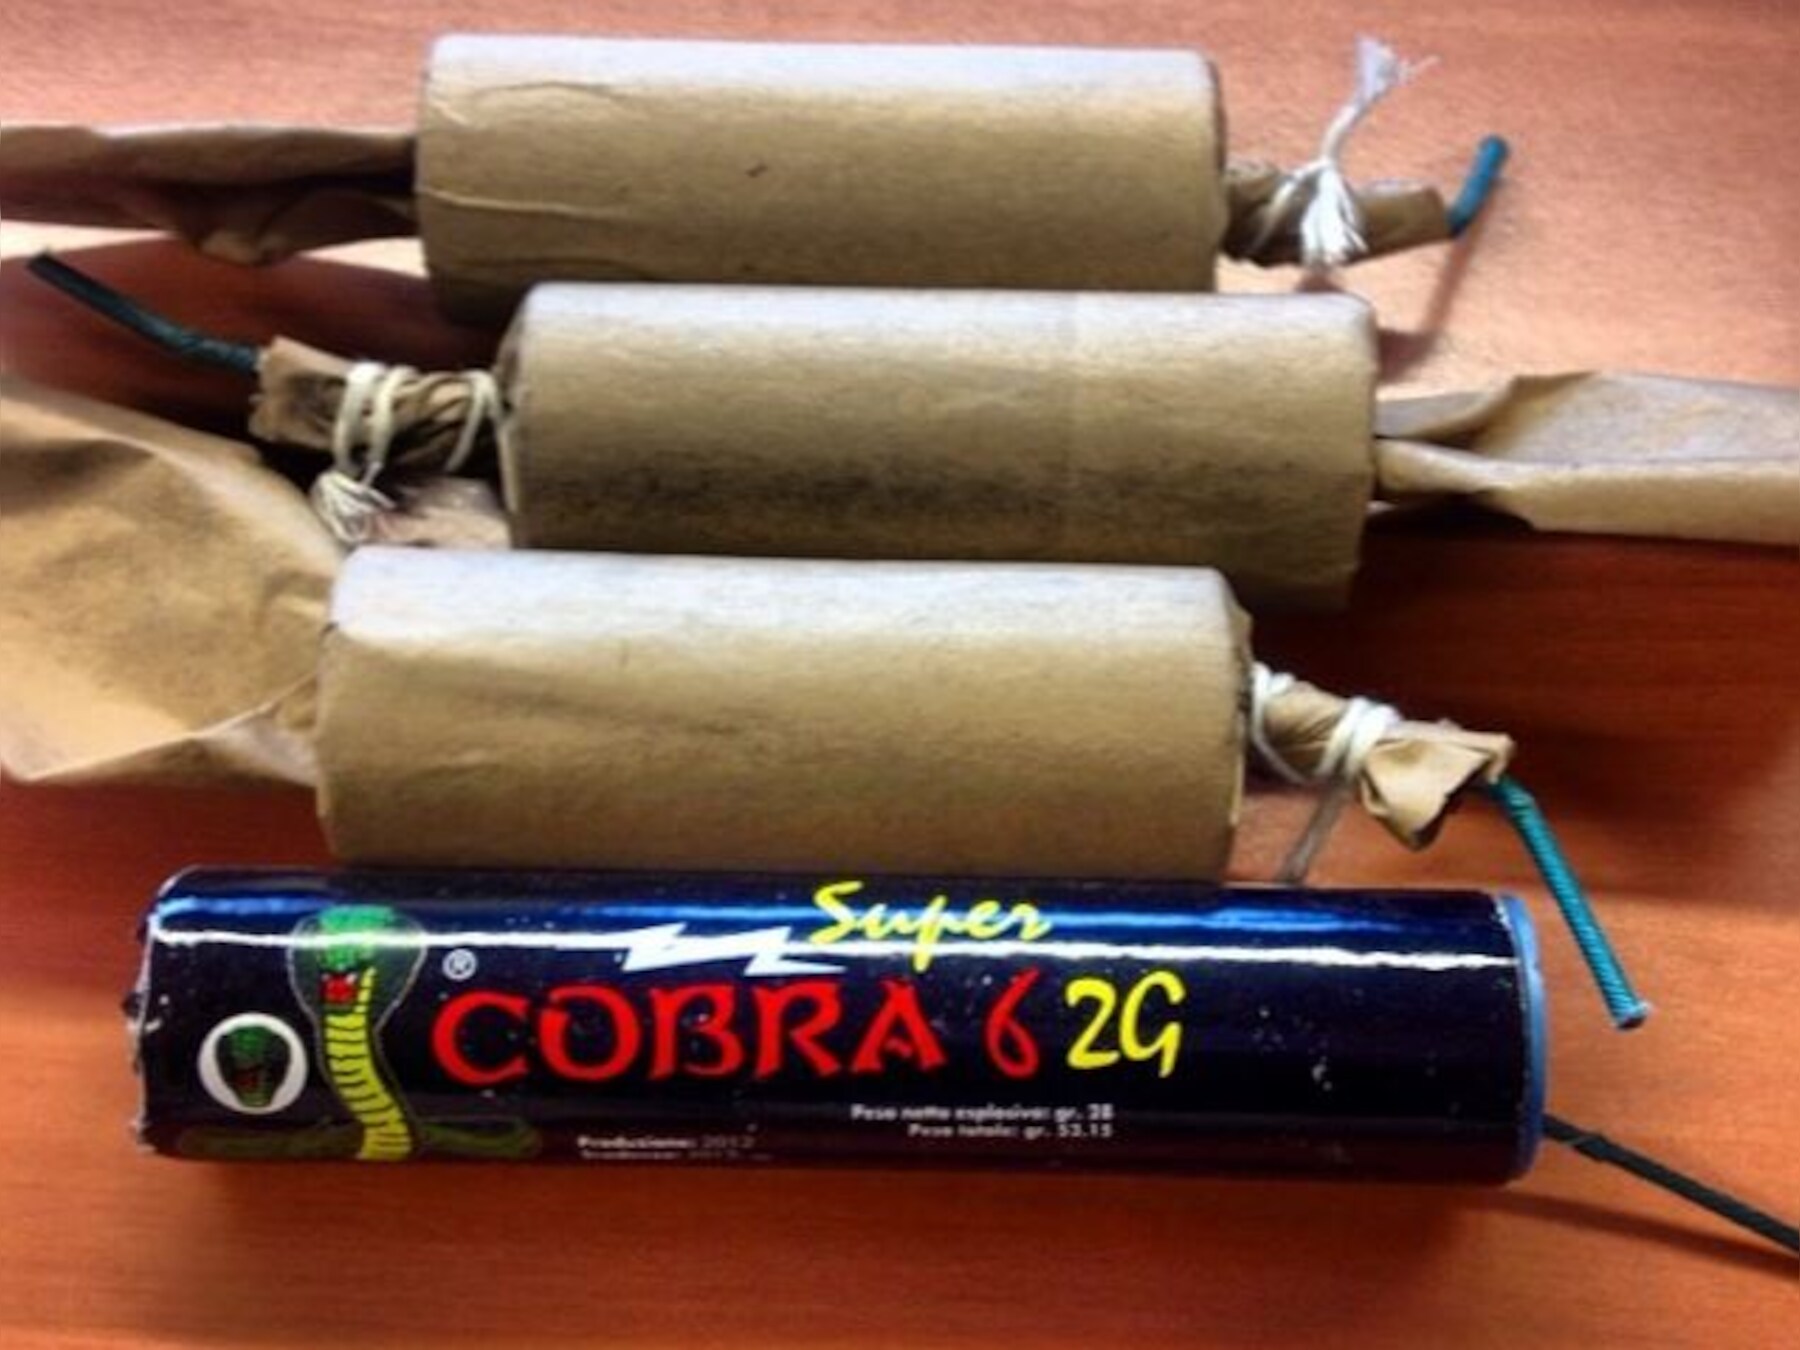 Super
® COBRA 6 2G
Peso netto esplosivo: gr. 28
Peso totale: gr. 53.15
Produzione: 2012